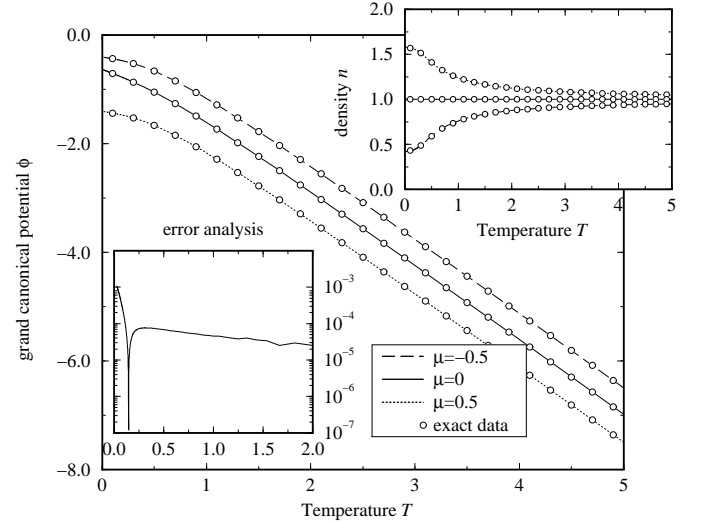 2.0
1.5
1.0
0.5
0.0
density n
0 1 2 3 4 5
Temperature T
0.0
−2.0
−4.0
−6.0
−8.0
grand canonical potential ϕ
error analysis
10⁻³
10⁻⁴
10⁻⁵
10⁻⁶
10⁻⁷
0.0 0.5 1.0 1.5 2.0
μ=−0.5
μ=0
μ=0.5
exact data
0 1 2 3 4 5
Temperature T